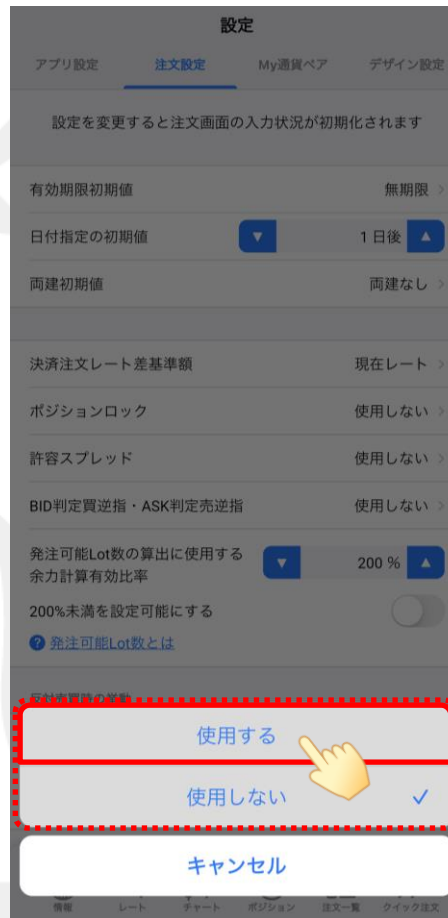 設定
アプリ設定 注文設定 My通貨ペア デザイン設定
設定を変更すると注文画面の入力状況が初期化されます
有効期限初期値 無期限
日付指定の初期値 ▼ 1日後 ▲
両建初期値 両建なし
決済注文レート差基準額 現在レート
ポジションロック 使用しない
許容スプレッド 使用しない
BID判定買逆指・ASK判定売逆指 使用しない
発注可能Lot数の算出に使用する
余力計算有効比率 ▼ 200 % ▲
200%未満を設定可能にする
? 発注可能Lot数とは
反対売買時の挙動
使用する
使用しない ✓
キャンセル
情報 レート チャート ポジション 注文一覧 クイック注文